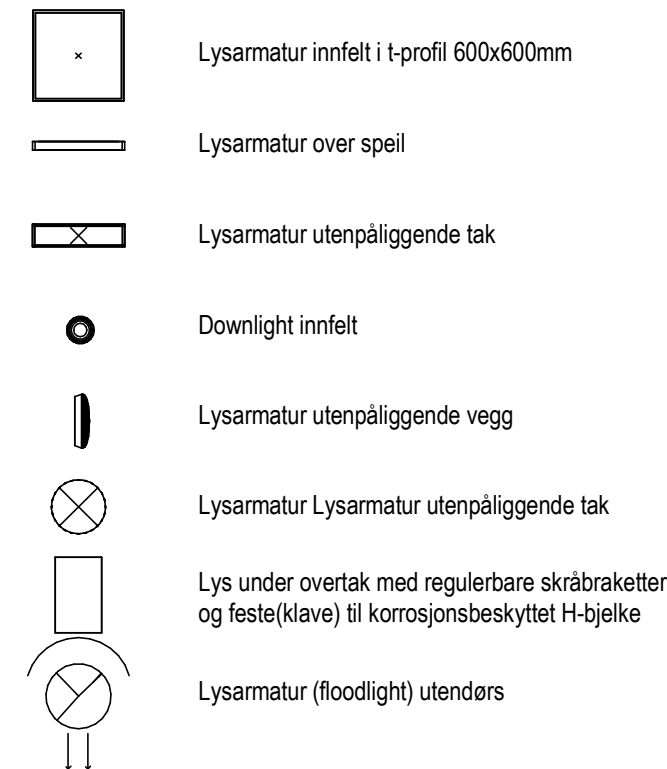 Lysarmatur innfelt i t-profil 600x600mm
Lysarmatur over speil
Lysarmatur utenpåliggende tak
Downlight innfelt
Lysarmatur utenpåliggende vegg
Lysarmatur Lysarmatur utenpåliggende tak
Lys under overtak med regulerbare skråbraketter
og feste(klave) til korrosjonsbeskyttet H-bjelke
Lysarmatur (floodlight) utendørs